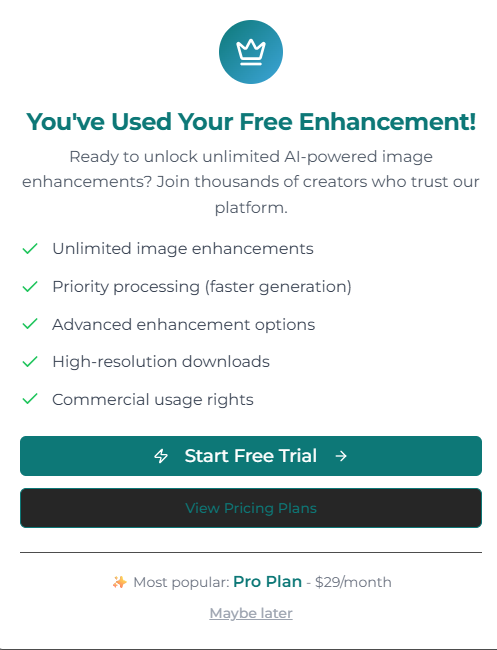 You've Used Your Free Enhancement!
Ready to unlock unlimited AI-powered image
enhancements? Join thousands of creators who trust our
platform.
Unlimited image enhancements
Priority processing (faster generation)
Advanced enhancement options
High-resolution downloads
Commercial usage rights
Start Free Trial
View Pricing Plans
✨ Most popular: Pro Plan - $29/month
Maybe later